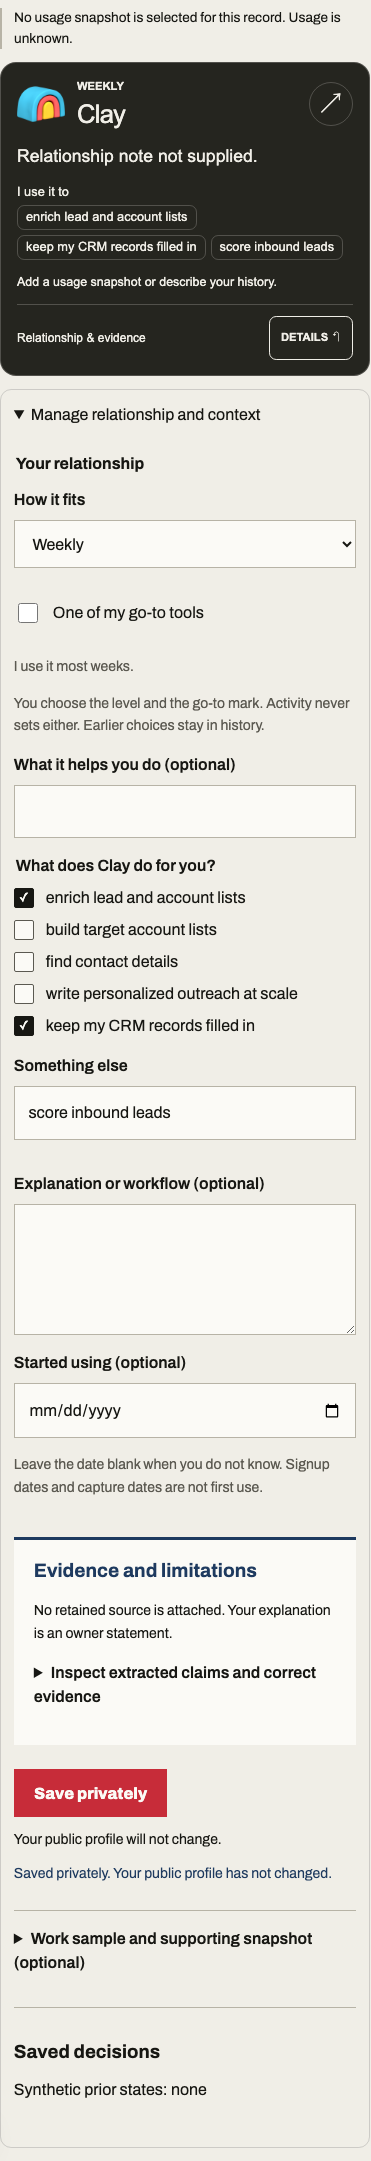 No usage snapshot is selected for this record. Usage is
unknown.
WEEKLY
Clay
Relationship note not supplied.
I use it to
enrich lead and account lists
keep my CRM records filled in
score inbound leads
Add a usage snapshot or describe your history.
Relationship & evidence
DETAILS
Manage relationship and context
Your relationship
How it fits
Weekly
One of my go-to tools
I use it most weeks.
You choose the level and the go-to mark. Activity never
sets either. Earlier choices stay in history.
What it helps you do (optional)
What does Clay do for you?
enrich lead and account lists
build target account lists
find contact details
write personalized outreach at scale
keep my CRM records filled in
Something else
score inbound leads
Explanation or workflow (optional)
Started using (optional)
mm/dd/yyyy
Leave the date blank when you do not know. Signup
dates and capture dates are not first use.
Evidence and limitations
No retained source is attached. Your explanation
is an owner statement.
Inspect extracted claims and correct
evidence
Save privately
Your public profile will not change.
Saved privately. Your public profile has not changed.
Work sample and supporting snapshot
(optional)
Saved decisions
Synthetic prior states: none